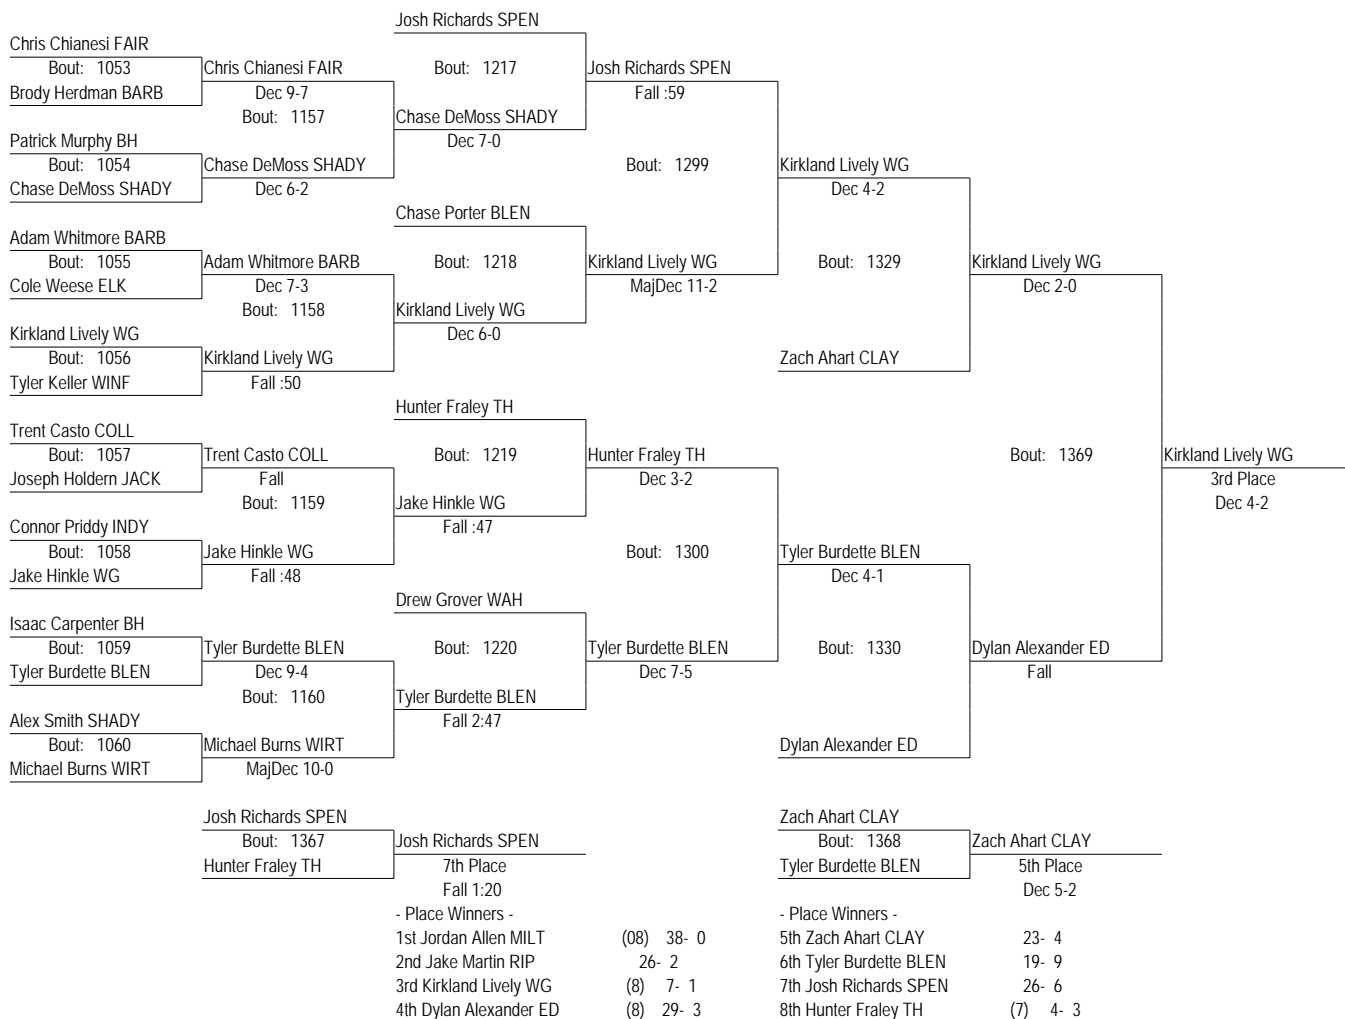 Josh Richards SPEN
Chris Chianesi FAIR
Bout: 1053 Chris Chianesi FAIR Bout: 1217 Josh Richards SPEN
Brody Herdman BARB Dec 9-7 Fall :59
Bout: 1157 Chase DeMoss SHADY
Patrick Murphy BH Dec 7-0
Bout: 1054 Chase DeMoss SHADY Bout: 1299 Kirkland Lively WG
Chase DeMoss SHADY Dec 6-2 Dec 4-2
Chase Porter BLEN
Adam Whitmore BARB
Bout: 1055 Adam Whitmore BARB Bout: 1218 Kirkland Lively WG Bout: 1329 Kirkland Lively WG
Cole Weese ELK Dec 7-3 MajDec 11-2 Dec 2-0
Bout: 1158 Kirkland Lively WG
Kirkland Lively WG Dec 6-0
Bout: 1056 Kirkland Lively WG Zach Ahart CLAY
Tyler Keller WINF Fall :50
Hunter Fraley TH
Trent Casto COLL
Bout: 1057 Trent Casto COLL Bout: 1219 Hunter Fraley TH Bout: 1369 Kirkland Lively WG
Joseph Holdern JACK Fall Dec 3-2 3rd Place
Bout: 1159 Jake Hinkle WG Dec 4-2
Connor Priddy INDY Fall :47
Bout: 1058 Jake Hinkle WG Bout: 1300 Tyler Burdette BLEN
Jake Hinkle WG Fall :48 Dec 4-1
Drew Grover WAH
Isaac Carpenter BH
Bout: 1059 Tyler Burdette BLEN Bout: 1220 Tyler Burdette BLEN Bout: 1330 Dylan Alexander ED
Tyler Burdette BLEN Dec 9-4 Dec 7-5 Fall
Bout: 1160 Tyler Burdette BLEN
Alex Smith SHADY Fall 2:47
Bout: 1060 Michael Burns WIRT Dylan Alexander ED
Michael Burns WIRT MajDec 10-0
Josh Richards SPEN Zach Ahart CLAY
Bout: 1367 Josh Richards SPEN Bout: 1368 Zach Ahart CLAY
Hunter Fraley TH 7th Place Tyler Burdette BLEN 5th Place
Fall 1:20 Dec 5-2
- Place Winners - - Place Winners -
1st Jordan Allen MILT (08) 38- 0 5th Zach Ahart CLAY 23- 4
2nd Jake Martin RIP 26- 2 6th Tyler Burdette BLEN 19- 9
3rd Kirkland Lively WG (8) 7- 1 7th Josh Richards SPEN 26- 6
4th Dylan Alexander ED (8) 29- 3 8th Hunter Fraley TH (7) 4- 3